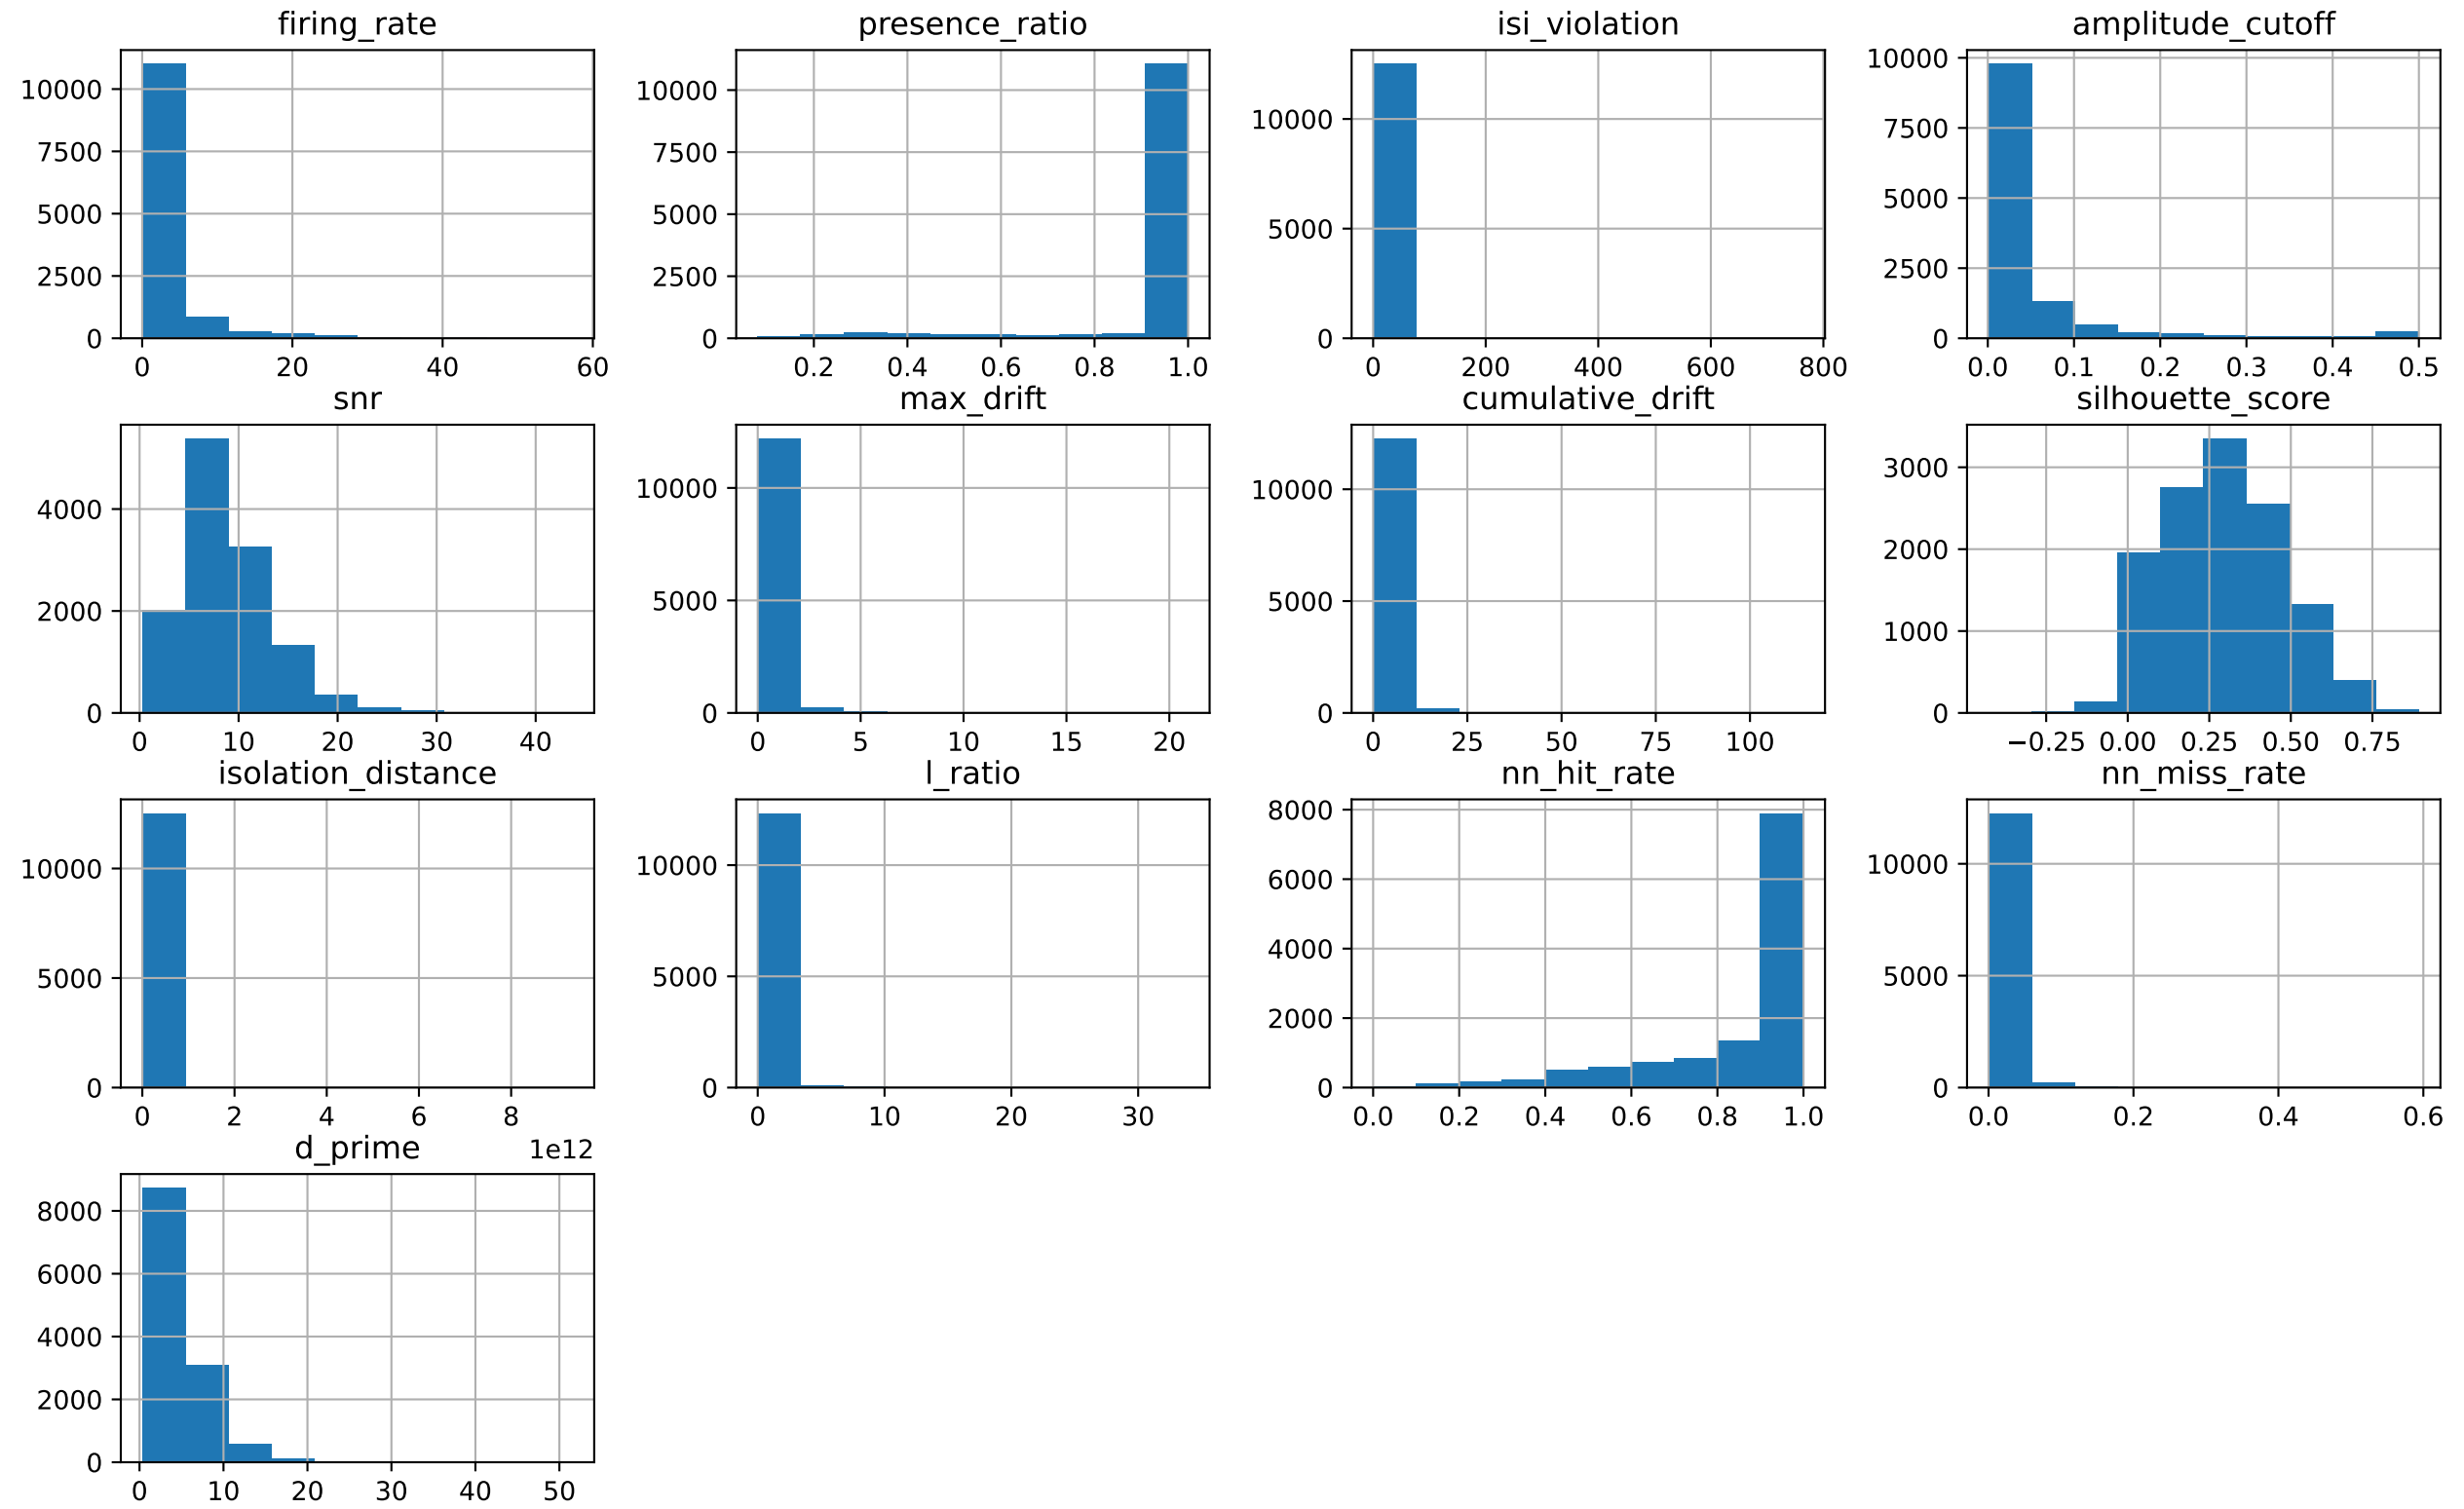 firing_rate
10000
7500
5000
2500
0
0 20 40 60
presence_ratio
10000
7500
5000
2500
0
0.2 0.4 0.6 0.8 1.0
isi_violation
10000
5000
0
0 200 400 600 800
amplitude_cutoff
10000
7500
5000
2500
0
0.0 0.1 0.2 0.3 0.4 0.5
snr
4000
2000
0
0 10 20 30 40
max_drift
10000
5000
0
0 5 10 15 20
cumulative_drift
10000
5000
0
0 25 50 75 100
silhouette_score
3000
2000
1000
0
−0.25 0.00 0.25 0.50 0.75
isolation_distance
10000
5000
0
0 2 4 6 8
1e12
l_ratio
10000
5000
0
0 10 20 30
nn_hit_rate
8000
6000
4000
2000
0
0.0 0.2 0.4 0.6 0.8 1.0
nn_miss_rate
10000
5000
0
0.0 0.2 0.4 0.6
d_prime
8000
6000
4000
2000
0
0 10 20 30 40 50